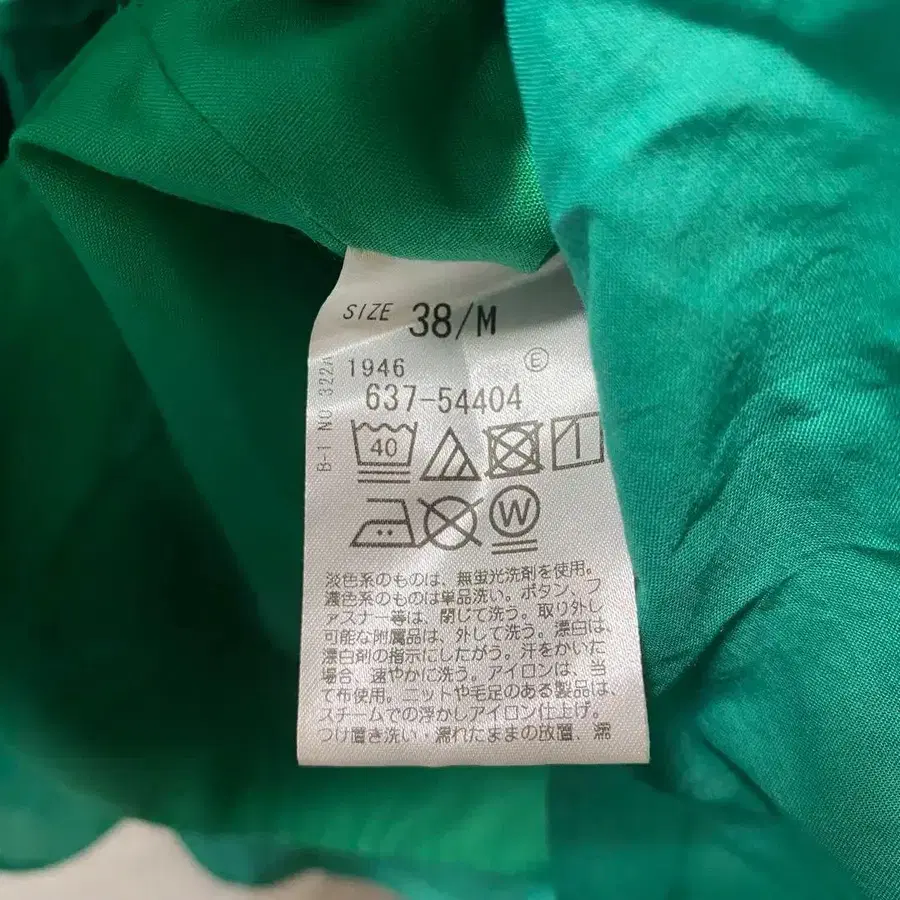 SIZE 38/M
1946 E
637-54404
B-1 NO 322A
40
W
淡色系のものは、無蛍光洗剤を使用。
濃色系のものは単品洗い。ボタン、フ
ァスナー等は、閉じて洗う。取り外し
可能な附属品は、外して洗う。漂白は、
漂白剤の指示にしたがう。汗をかいた
場合、速やかに洗う。アイロンは、当
て布使用。ニットや毛足のある製品は、
スチームでの浮かしアイロン仕上げ。
つけ置き洗い・濡れたままの放置、濡